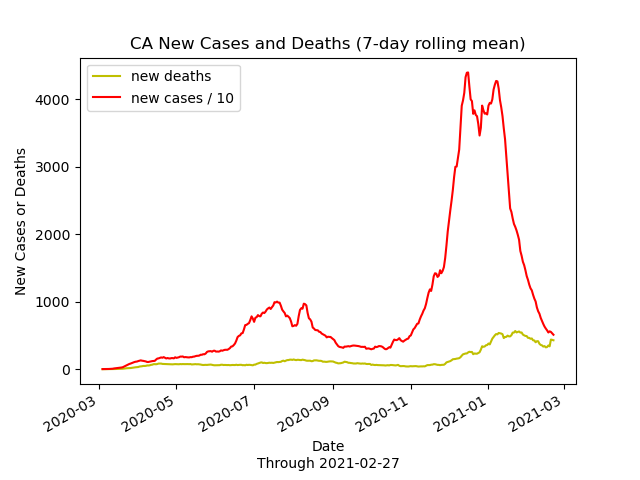 CA New Cases and Deaths (7-day rolling mean)
new deaths
new cases / 10
New Cases or Deaths
4000
3000
2000
1000
0
2020-03
2020-05
2020-07
2020-09
2020-11
2021-01
2021-03
Date
Through 2021-02-27